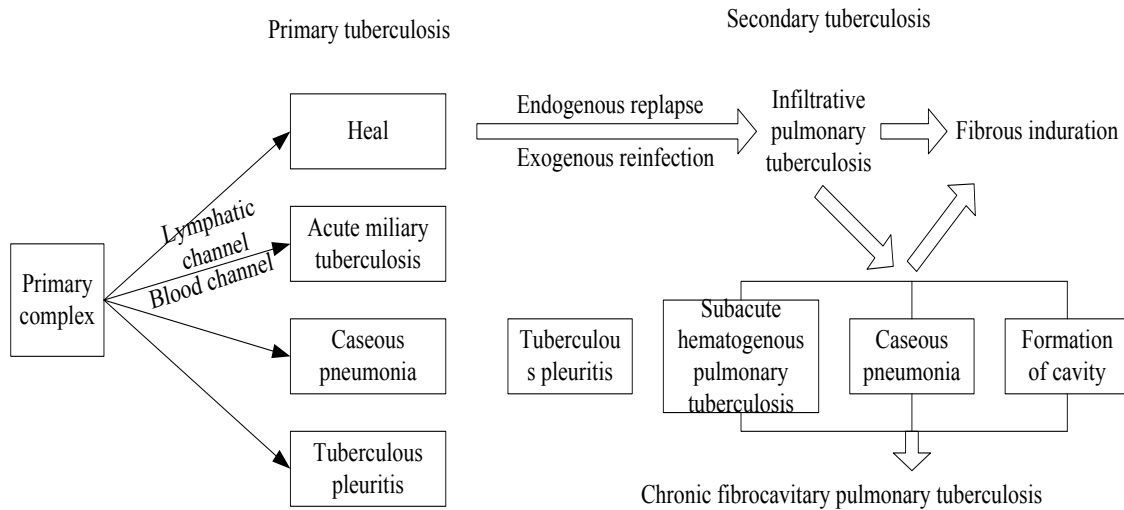 Primary tuberculosis
Secondary tuberculosis
Heal
Endogenous replapse
Exogenous reinfection
Infiltrative
pulmonary
tuberculosis
Fibrous induration
Lymphatic
channel
Blood channel
Acute miliary
tuberculosis
Primary
complex
Caseous
pneumonia
Tuberculous
pleuritis
Tuberculou
s pleuritis
Subacute
hematogenous
pulmonary
tuberculosis
Caseous
pneumonia
Formation
of cavity
Chronic fibrocavitary pulmonary tuberculosis